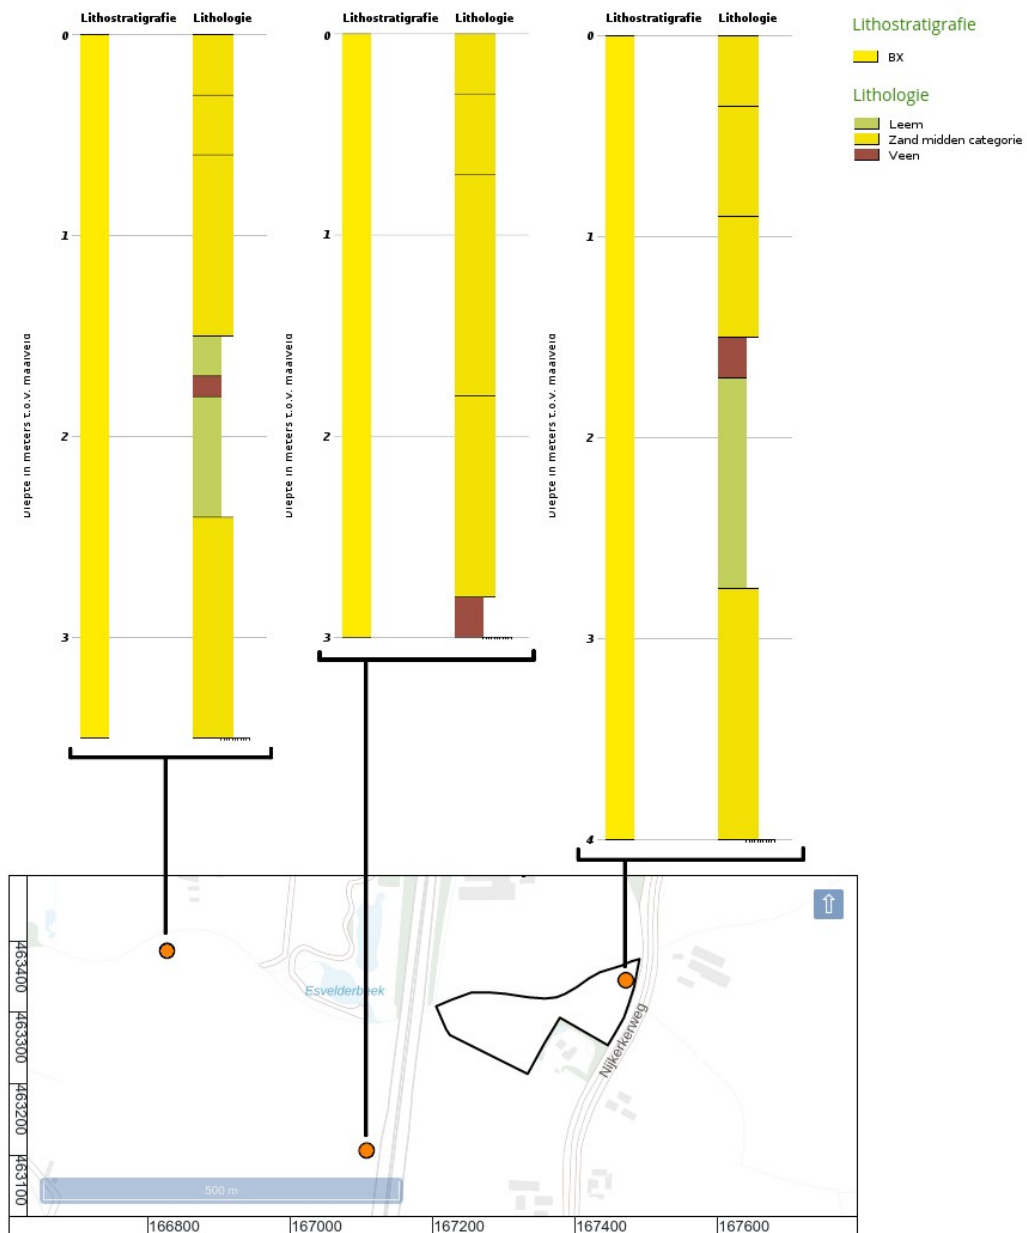 Lithostratigrafie Lithologie
0
1
2
3
Diepte in meters t.o.v. maaiveld
Lithostratigrafie Lithologie
0
1
2
3
Diepte in meters t.o.v. maaiveld
Lithostratigrafie Lithologie
0
1
2
3
4
Diepte in meters t.o.v. maaiveld
Lithostratigrafie
BX
Lithologie
Leem
Zand midden categorie
Veen
Esvelderbeek
Nijkerkerweg
463400
463300
463200
463100
500 m
166800
167000
167200
167400
167600